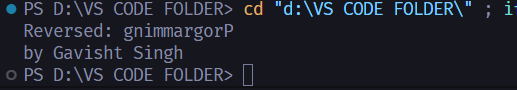 PS D:\VS CODE FOLDER> cd "d:\VS CODE FOLDER\" ; i
Reversed: gnimmargorP
by Gavisht Singh
PS D:\VS CODE FOLDER>